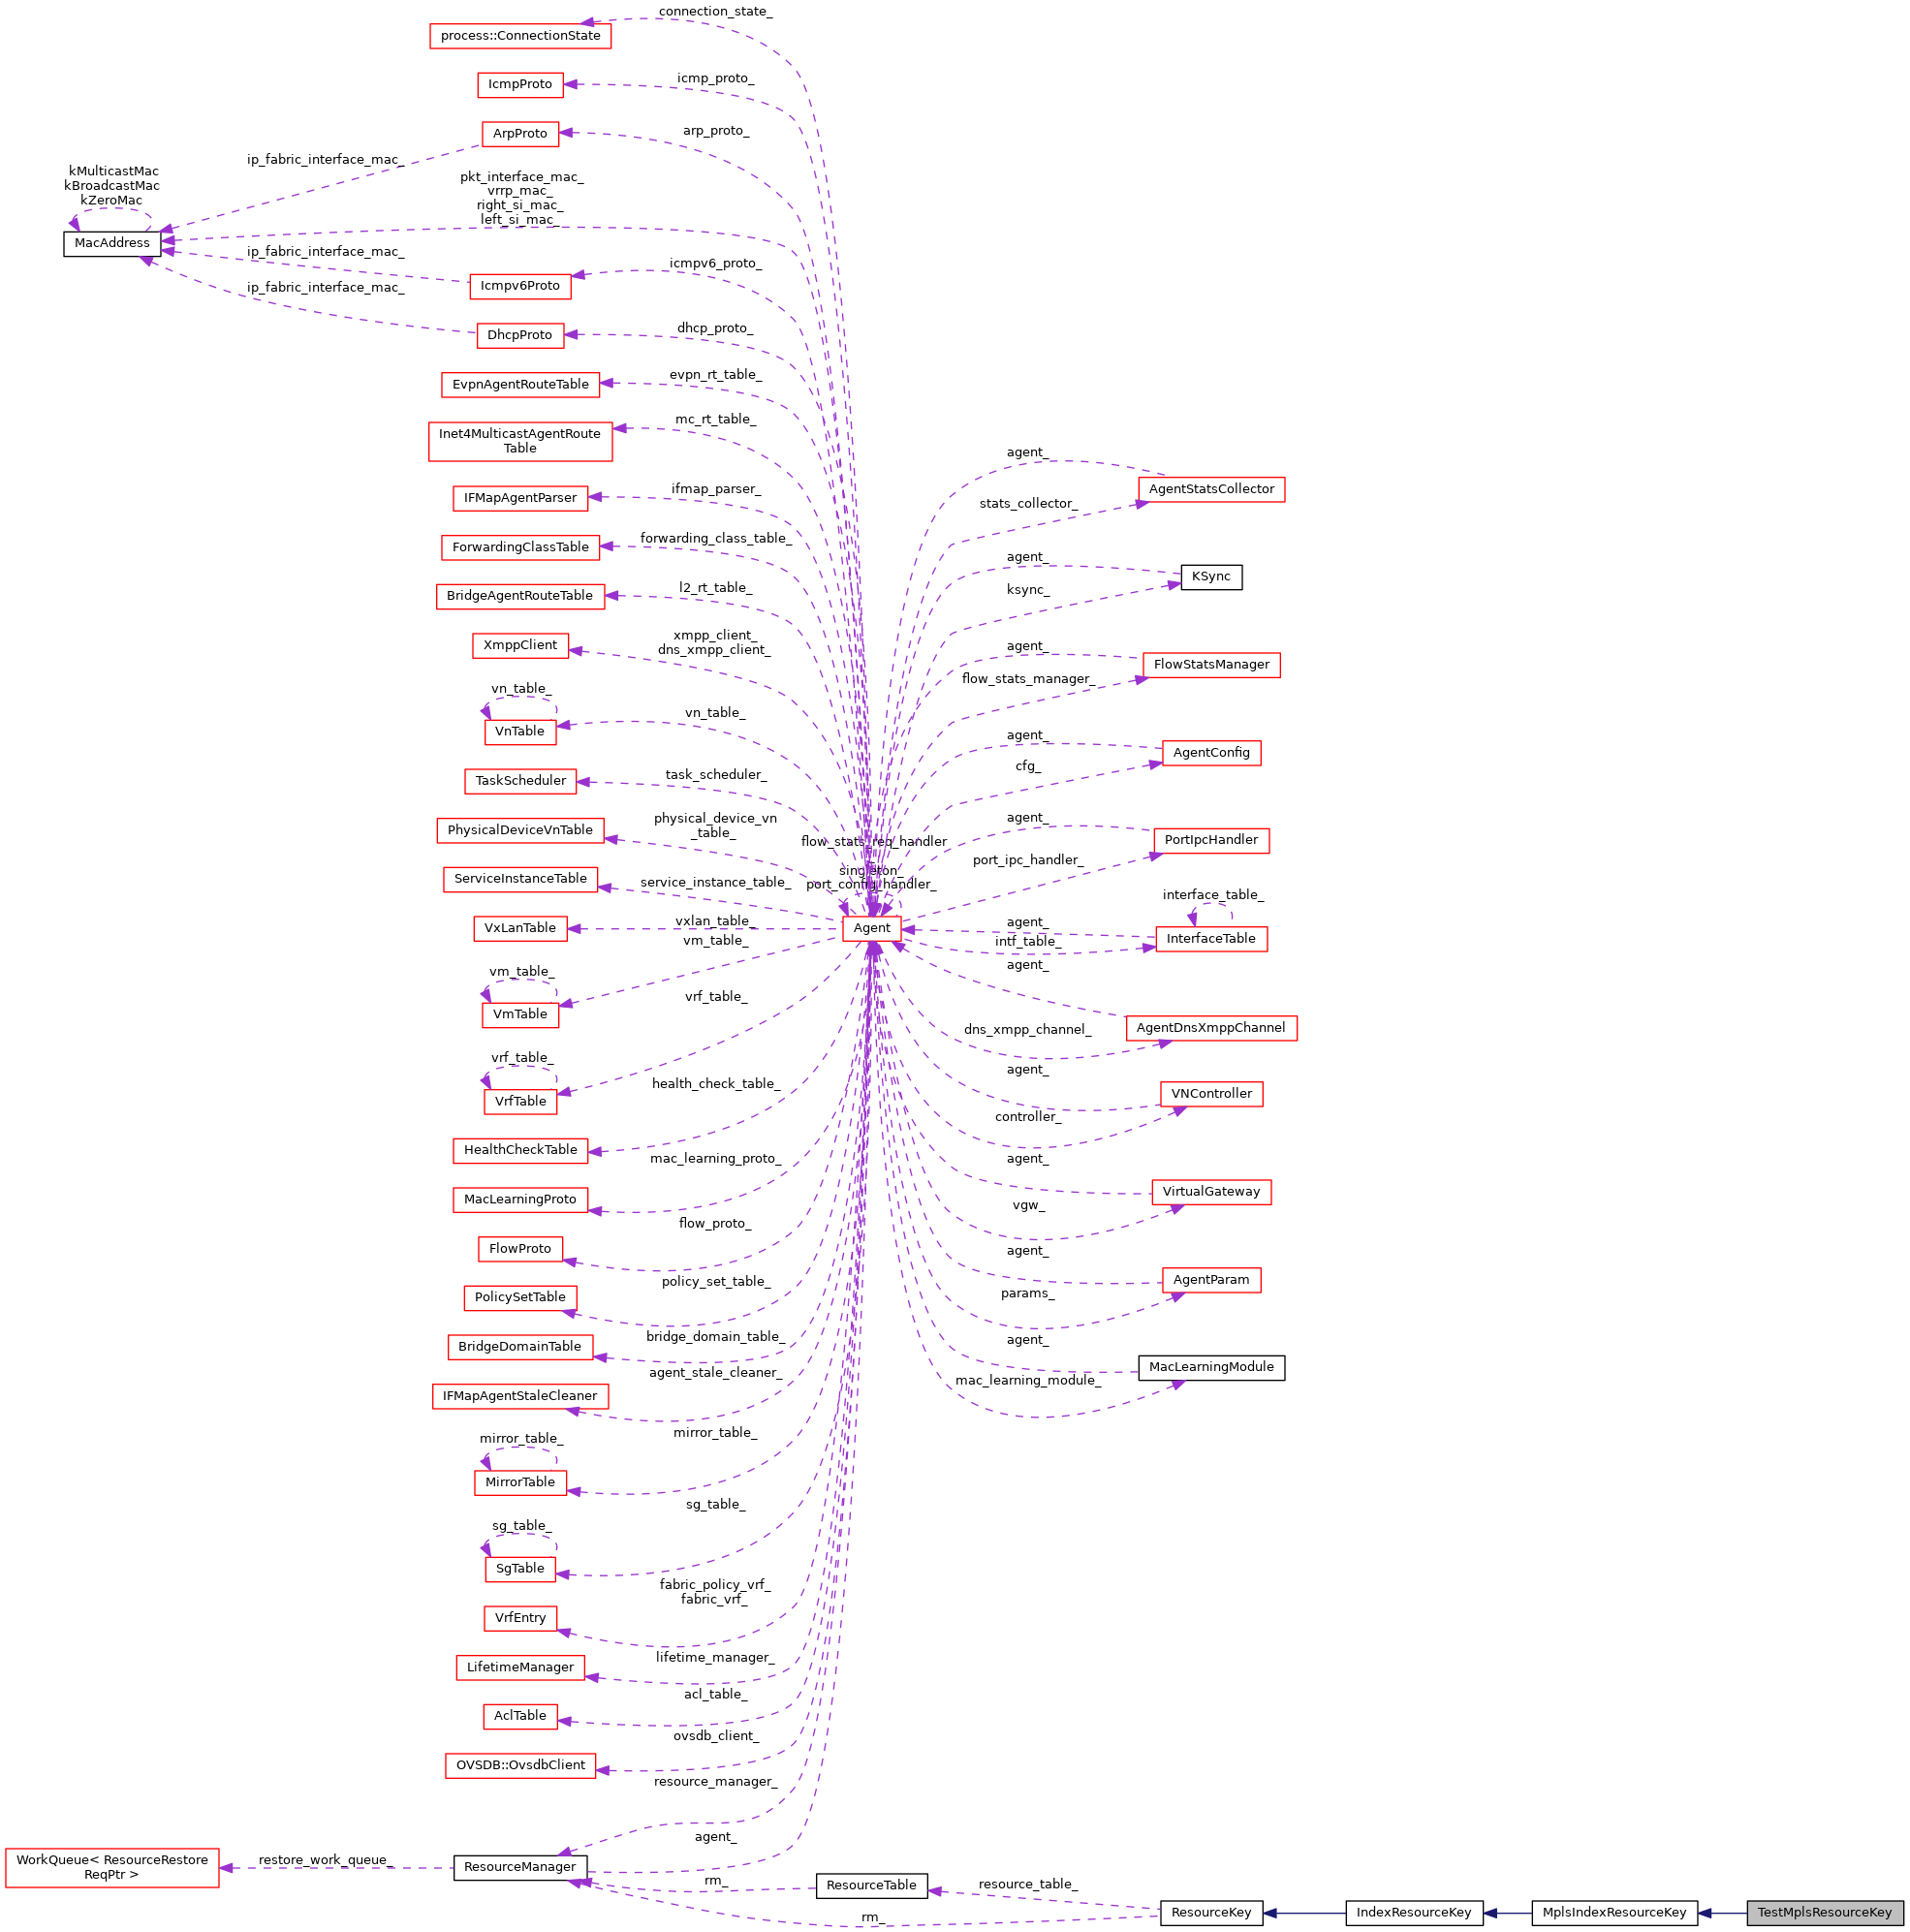 connection_state_
process::ConnectionState
icmp_proto_
IcmpProto
arp_proto_
ArpProto
ip_fabric_interface_mac_
kMulticastMac
kBroadcastMac
kZeroMac
pkt_interface_mac_
vrrp_mac_
right_si_mac_
left_si_mac_
MacAddress
ip_fabric_interface_mac_
icmpv6_proto_
Icmpv6Proto
ip_fabric_interface_mac_
dhcp_proto_
DhcpProto
evpn_rt_table_
EvpnAgentRouteTable
mc_rt_table_
Inet4MulticastAgentRoute
Table
agent_
ifmap_parser_
IFMapAgentParser
AgentStatsCollector
stats_collector_
forwarding_class_table_
ForwardingClassTable
agent_
KSync
l2_rt_table_
BridgeAgentRouteTable
ksync_
xmpp_client_
dns_xmpp_client_
XmppClient
agent_
FlowStatsManager
flow_stats_manager_
vn_table_
vn_table_
VnTable
agent_
AgentConfig
cfg_
task_scheduler_
TaskScheduler
physical_device_vn
_table_
PhysicalDeviceVnTable
agent_
PortIpcHandler
flow_stats_req_handler
_
singleton_
port_config_handler_
port_ipc_handler_
service_instance_table_
ServiceInstanceTable
interface_table_
vxlan_table_
VxLanTable
Agent
agent_
intf_table_
InterfaceTable
vm_table_
vm_table_
VmTable
agent_
vrf_table_
AgentDnsXmppChannel
dns_xmpp_channel_
vrf_table_
VrfTable
agent_
health_check_table_
VNController
controller_
HealthCheckTable
mac_learning_proto_
agent_
MacLearningProto
VirtualGateway
vgw_
flow_proto_
FlowProto
agent_
policy_set_table_
PolicySetTable
AgentParam
params_
bridge_domain_table_
BridgeDomainTable
agent_
MacLearningModule
mac_learning_module_
agent_stale_cleaner_
IFMapAgentStaleCleaner
mirror_table_
mirror_table_
MirrorTable
sg_table_
sg_table_
SgTable
fabric_policy_vrf_
fabric_vrf_
VrfEntry
lifetime_manager_
LifetimeManager
acl_table_
AclTable
ovsdb_client_
OVSDB::OvsdbClient
resource_manager_
agent_
WorkQueue< ResourceRestore
ReqPtr >
restore_work_queue_
ResourceManager
rm_
ResourceTable
resource_table_
rm_
ResourceKey
IndexResourceKey
MplsIndexResourceKey
TestMplsResourceKey